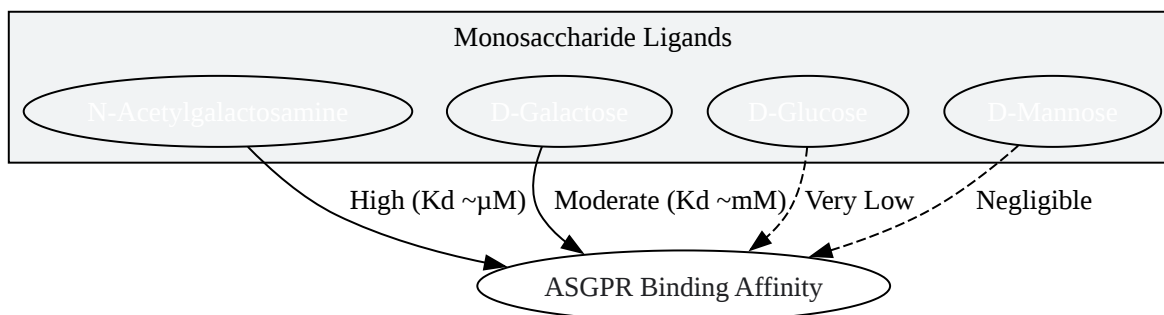 Monosaccharide Ligands
N-Acetylgalactosamine
D-Galactose
D-Glucose
D-Mannose
High (Kd ~µM)
Moderate (Kd ~mM)
Very Low
Negligible
ASGPR Binding Affinity